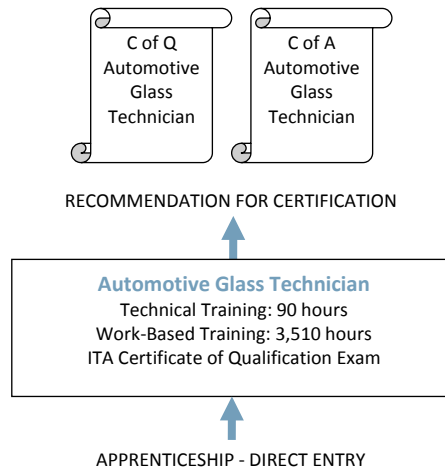 C of Q
Automotive
Glass
Technician
C of A
Automotive
Glass
Technician
RECOMMENDATION FOR CERTIFICATION
Automotive Glass Technician
Technical Training: 90 hours
Work-Based Training: 3,510 hours
ITA Certificate of Qualification Exam
APPRENTICESHIP - DIRECT ENTRY